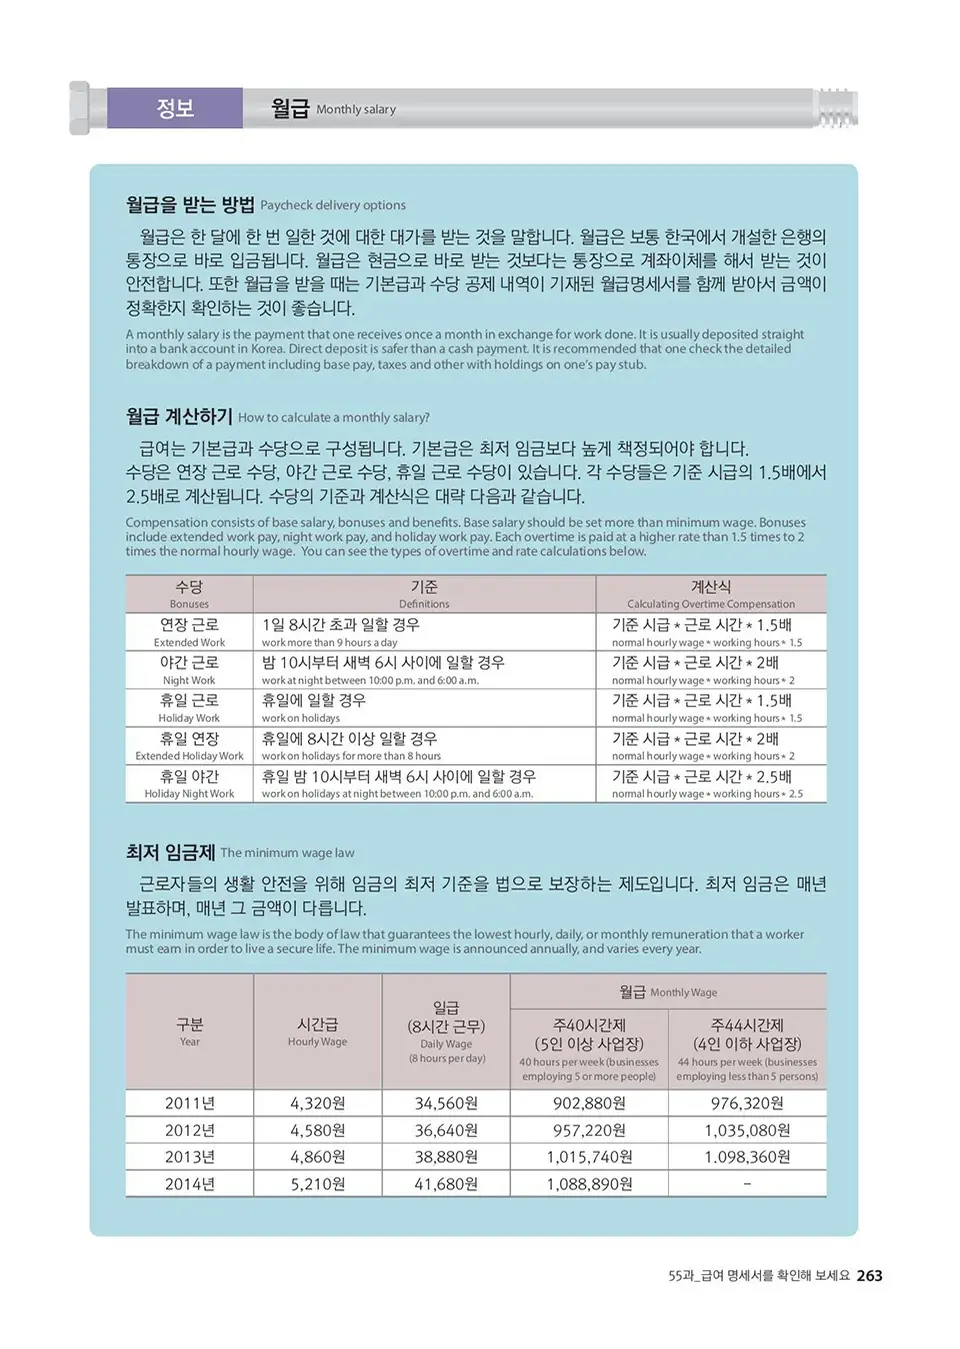 정보 월급 Monthly salary
월급을 받는 방법 Paycheck delivery options
월급은 한 달에 한 번 일한 것에 대한 대가를 받는 것을 말합니다. 월급은 보통 한국에서 개설한 은행의
통장으로 바로 입금됩니다. 월급은 현금으로 바로 받는 것보다는 통장으로 계좌이체를 해서 받는 것이
안전합니다. 또한 월급을 받을 때는 기본급과 수당 공제 내역이 기재된 월급명세서를 함께 받아서 금액이
정확한지 확인하는 것이 좋습니다.
A monthly salary is the payment that one receives once a month in exchange for work done. It is usually deposited straight
into a bank account in Korea. Direct deposit is safer than a cash payment. It is recommended that one check the detailed
breakdown of a payment including base pay, taxes and other with holdings on one's pay stub.
월급 계산하기 How to calculate a monthly salary?
급여는 기본급과 수당으로 구성됩니다. 기본급은 최저 임금보다 높게 책정되어야 합니다.
수당은 연장 근로 수당, 야간 근로 수당, 휴일 근로 수당이 있습니다. 각 수당들은 기준 시급의 1.5배에서
2.5배로 계산됩니다. 수당의 기준과 계산식은 대략 다음과 같습니다.
Compensation consists of base salary, bonuses and benefits. Base salary should be set more than minimum wage. Bonuses
include extended work pay, night work pay, and holiday work pay. Each overtime is paid at a higher rate than 1.5 times to 2
times the normal hourly wage. You can see the types of overtime and rate calculations below.
수당 기준 계산식
Bonuses Definitions Calculating Overtime Compensation
연장 근로 1일 8시간 초과 일할 경우 기준 시급 * 근로 시간 * 1.5배
Extended Work work more than 9 hours a day normal hourly wage * working hours * 1.5
야간 근로 밤 10시부터 새벽 6시 사이에 일할 경우 기준 시급 * 근로 시간 * 2배
Night Work work at night between 10:00 p.m. and 6:00 a.m. normal hourly wage * working hours * 2
휴일 근로 휴일에 일할 경우 기준 시급 * 근로 시간 * 1.5배
Holiday Work work on holidays normal hourly wage * working hours * 1.5
휴일 연장 휴일에 8시간 이상 일할 경우 기준 시급 * 근로 시간 * 2배
Extended Holiday Work work on holidays for more than 8 hours normal hourly wage * working hours * 2
휴일 야간 휴일 밤 10시부터 새벽 6시 사이에 일할 경우 기준 시급 * 근로 시간 * 2.5배
Holiday Night Work work on holidays at night between 10:00 p.m. and 6:00 a.m. normal hourly wage * working hours * 2.5
최저 임금제 The minimum wage law
근로자들의 생활 안전을 위해 임금의 최저 기준을 법으로 보장하는 제도입니다. 최저 임금은 매년
발표하며, 매년 그 금액이 다릅니다.
The minimum wage law is the body of law that guarantees the lowest hourly, daily, or monthly remuneration that a worker
must earn in order to live a secure life. The minimum wage is announced annually, and varies every year.
구분
Year
시간급
Hourly Wage
일급
(8시간 근무)
Daily Wage
(8 hours per day)
월급 Monthly Wage
주40시간제
(5인 이상 사업장)
40 hours per week (businesses
employing 5 or more people)
주44시간제
(4인 이하 사업장)
44 hours per week (businesses
employing less than 5 persons)
2011년 4,320원 34,560원 902,880원 976,320원
2012년 4,580원 36,640원 957,220원 1,035,080원
2013년 4,860원 38,880원 1,015,740원 1.098,360원
2014년 5,210원 41,680원 1,088,890원 –
55과_급여 명세서를 확인해 보세요 263